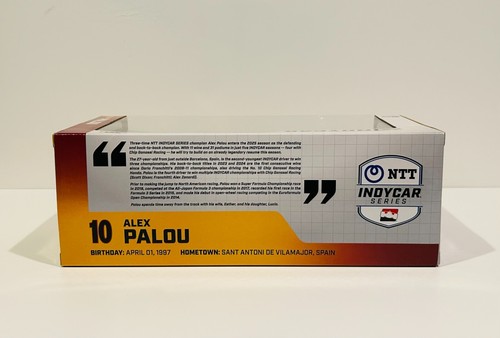 Three-time NTT INDYCAR SERIES champion Alex Palou enters the 2025 season as the defending
and back-to-back champion. With 11 wins and 31 podiums in just five INDYCAR seasons — four with
Chip Ganassi Racing — he will try to build on an already legendary resume this season.
The 27-year-old from just outside Barcelona, Spain, is the second-youngest INDYCAR driver to win
three championships. His back-to-back titles in 2023 and 2024 are the first consecutive wins
since Dario Franchitti's 2009-11 championships, also driving the No. 10 Chip Ganassi Racing
Honda. Palou is the fourth driver to win multiple INDYCAR championships with Chip Ganassi Racing
(Scott Dixon, Franchitti, Alex Zanardi).
Prior to making the jump to North American racing, Palou won a Super Formula Championship race
in 2019, competed at the All-Japan Formula 3 championship in 2017, recorded his first race in the
Formula 2 Series in 2016, and made his debut in open-wheel racing competing in the Euroformula
Open Championship in 2014.
Palou spends time away from the track with his wife, Esther, and his daughter, Lucia.
NTT
INDYCAR
SERIES
10 ALEX
PALOU
BIRTHDAY: APRIL 01, 1997 HOMETOWN: SANT ANTONI DE VILAMAJOR, SPAIN